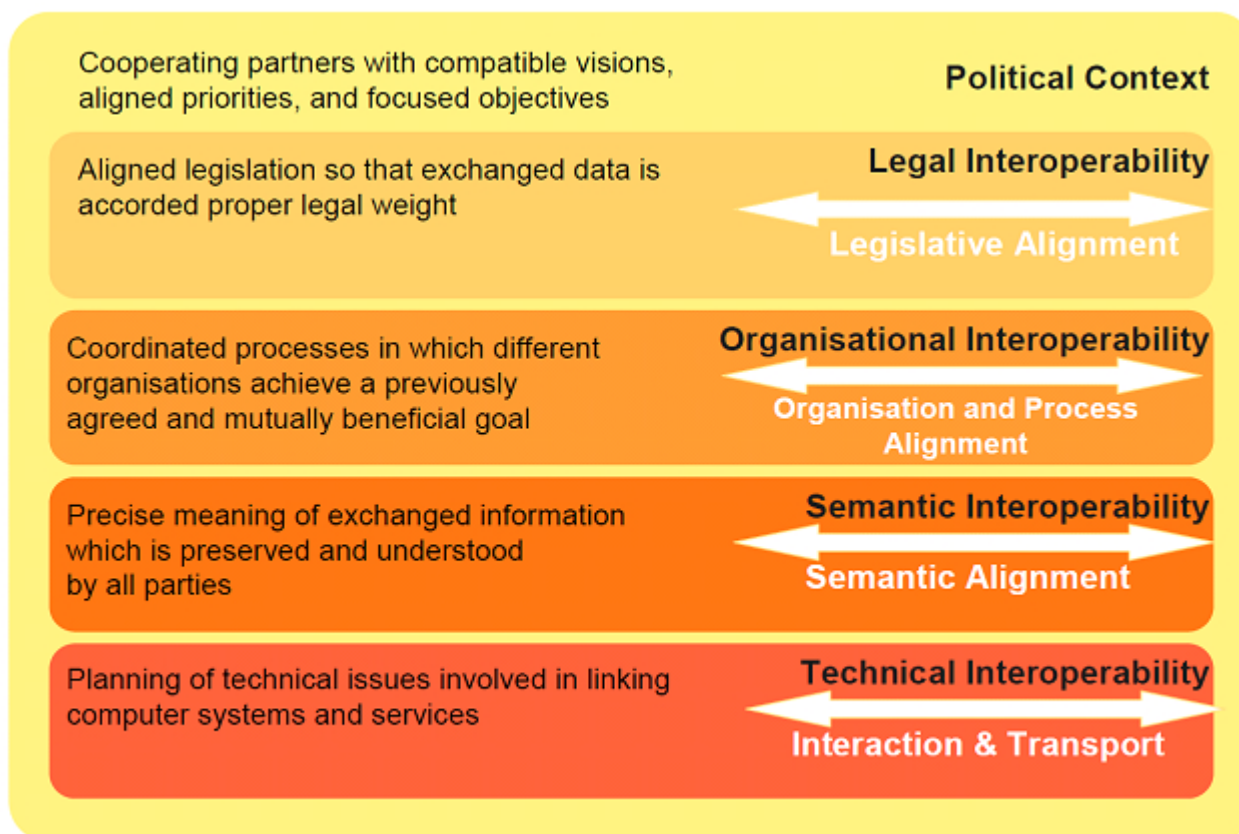 Cooperating partners with compatible visions,
aligned priorities, and focused objectives
Political Context
Aligned legislation so that exchanged data is
accorded proper legal weight
Legal Interoperability
Legislative Alignment
Coordinated processes in which different
organisations achieve a previously
agreed and mutually beneficial goal
Organisational Interoperability
Organisation and Process
Alignment
Precise meaning of exchanged information
which is preserved and understood
by all parties
Semantic Interoperability
Semantic Alignment
Planning of technical issues involved in linking
computer systems and services
Technical Interoperability
Interaction & Transport